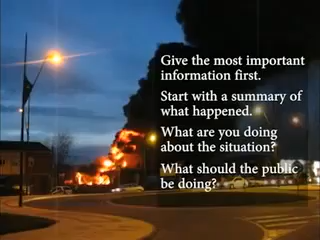 Give the most important
information first.
Start with a summary of
what happened.
What are you doing
about the situation?
What should the public
be doing?